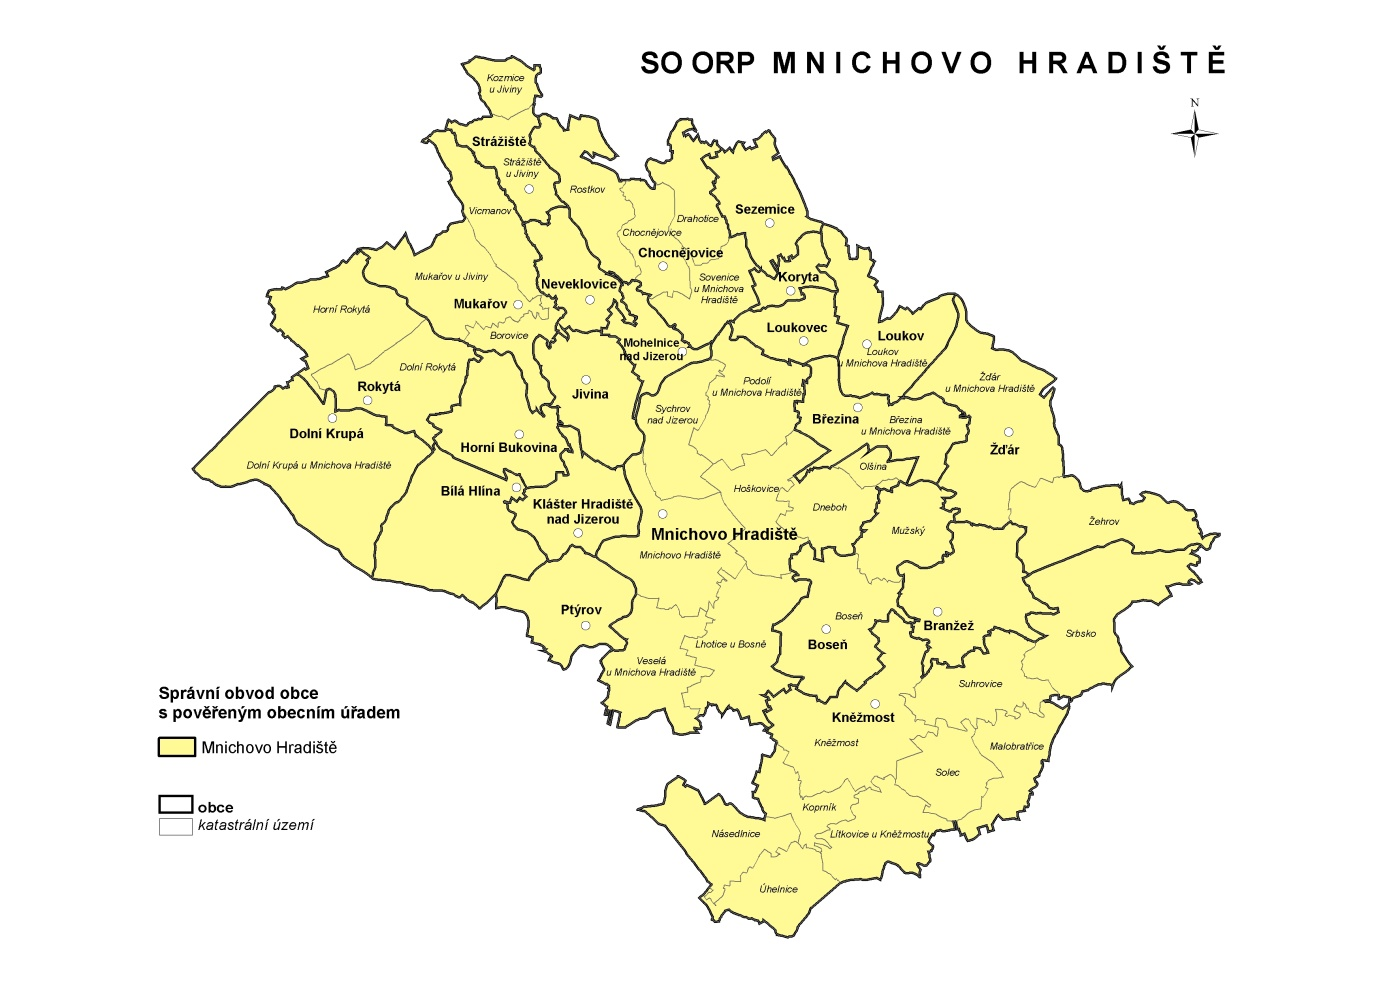 SO ORP MNICHOVO HRADIŠTĚ
N
Kozmice
u Jiviny
Strážiště
Strážiště
u Jiviny
Rostkov
Vicmanov
Sezemice
Drahotice
Chocnějovice
Chocnějovice
Mukařov u Jiviny
Neveklovice
Sovenice
u Mnichova
Hradiště
Koryta
Mukařov
Horní Rokytá
Borovice
Loukovec
Loukov
Mohelnice
nad Jizerou
Loukov
u Mnichova Hradiště
Dolní Rokytá
Rokytá
Podolí
u Mnichova Hradiště
Žďár
u Mnichova Hradiště
Jivina
Sychrov
nad Jizerou
Březina
Březina
u Mnichova Hradiště
Dolní Krupá
Horní Bukovina
Žďár
Dolní Krupá u Mnichova Hradiště
Olšina
Bílá Hlína
Hoškovice
Klášter Hradiště
nad Jizerou
Dneboh
Žehrov
Mnichovo Hradiště
Mužský
Mnichovo Hradiště
Ptýrov
Boseň
Branžež
Srbsko
Boseň
Lhotice u Bosně
Veselá
u Mnichova Hradiště
Suhrovice
Správní obvod obce
s pověřeným obecním úřadem
Kněžmost
Mnichovo Hradiště
Kněžmost
Malobratřice
Solec
obce
Koprník
katastrální území
Násedlnice
Lítkovice u Kněžmostu
Úhelnice